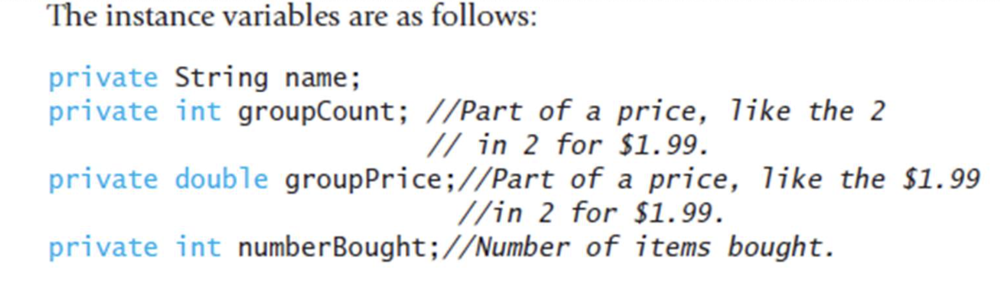 The instance variables are as follows:
private String name;
private int groupCount; //Part of a price, like the 2
// in 2 for $1.99.
private double groupPrice;//Part of a price, like the $1.99
//in 2 for $1.99.
private int numberBought;//Number of items bought.